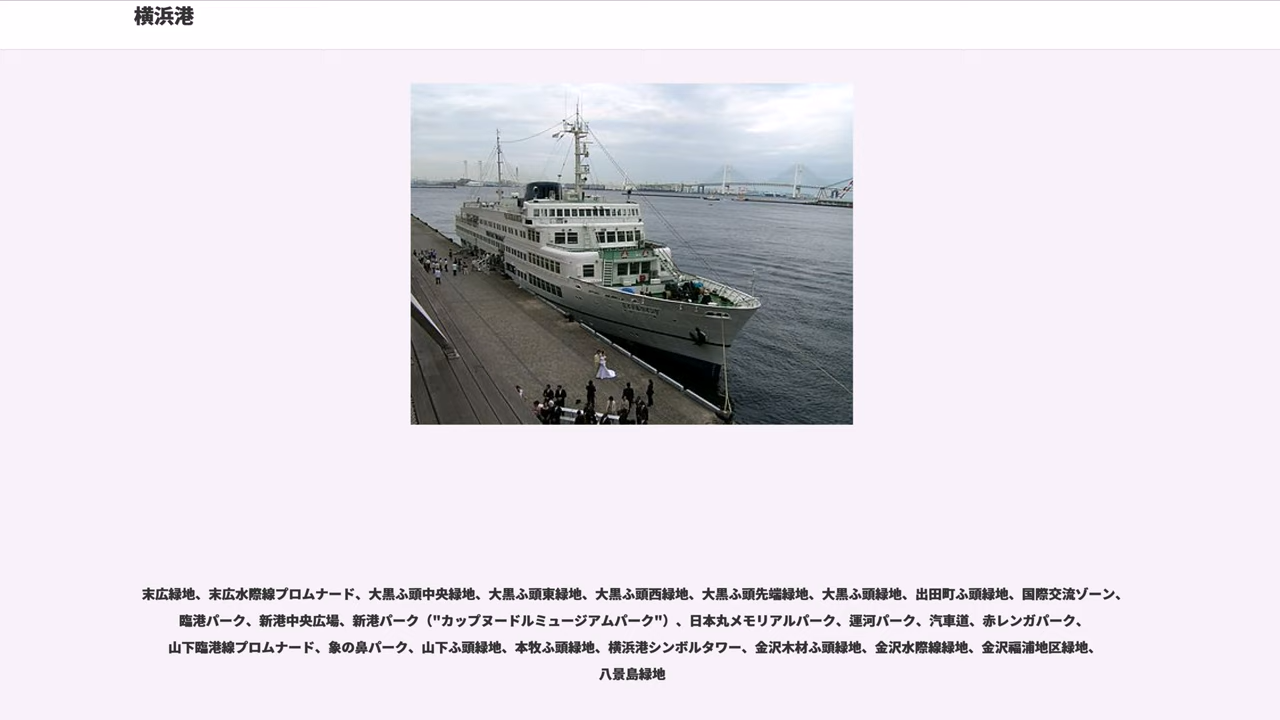 横浜港
末広緑地、末広水際線プロムナード、大黒ふ頭中央緑地、大黒ふ頭東緑地、大黒ふ頭西緑地、大黒ふ頭先端緑地、大黒ふ頭緑地、出田町ふ頭緑地、国際交流ゾーン、
臨港パーク、新港中央広場、新港パーク（"カップヌードルミュージアムパーク"）、日本丸メモリアルパーク、運河パーク、汽車道、赤レンガパーク、
山下臨港線プロムナード、象の鼻パーク、山下ふ頭緑地、本牧ふ頭緑地、横浜港シンボルタワー、金沢木材ふ頭緑地、金沢水際線緑地、金沢福浦地区緑地、
八景島緑地